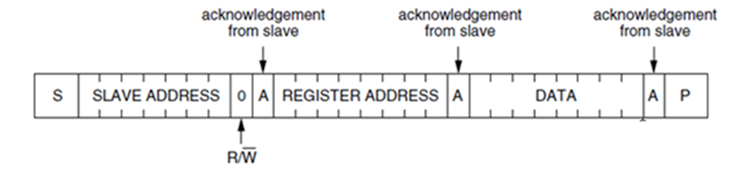 acknowledgement acknowledgement acknowledgement
from slave from slave from slave
S SLAVE ADDRESS 0 A REGISTER ADDRESS A DATA A P
R/W̅